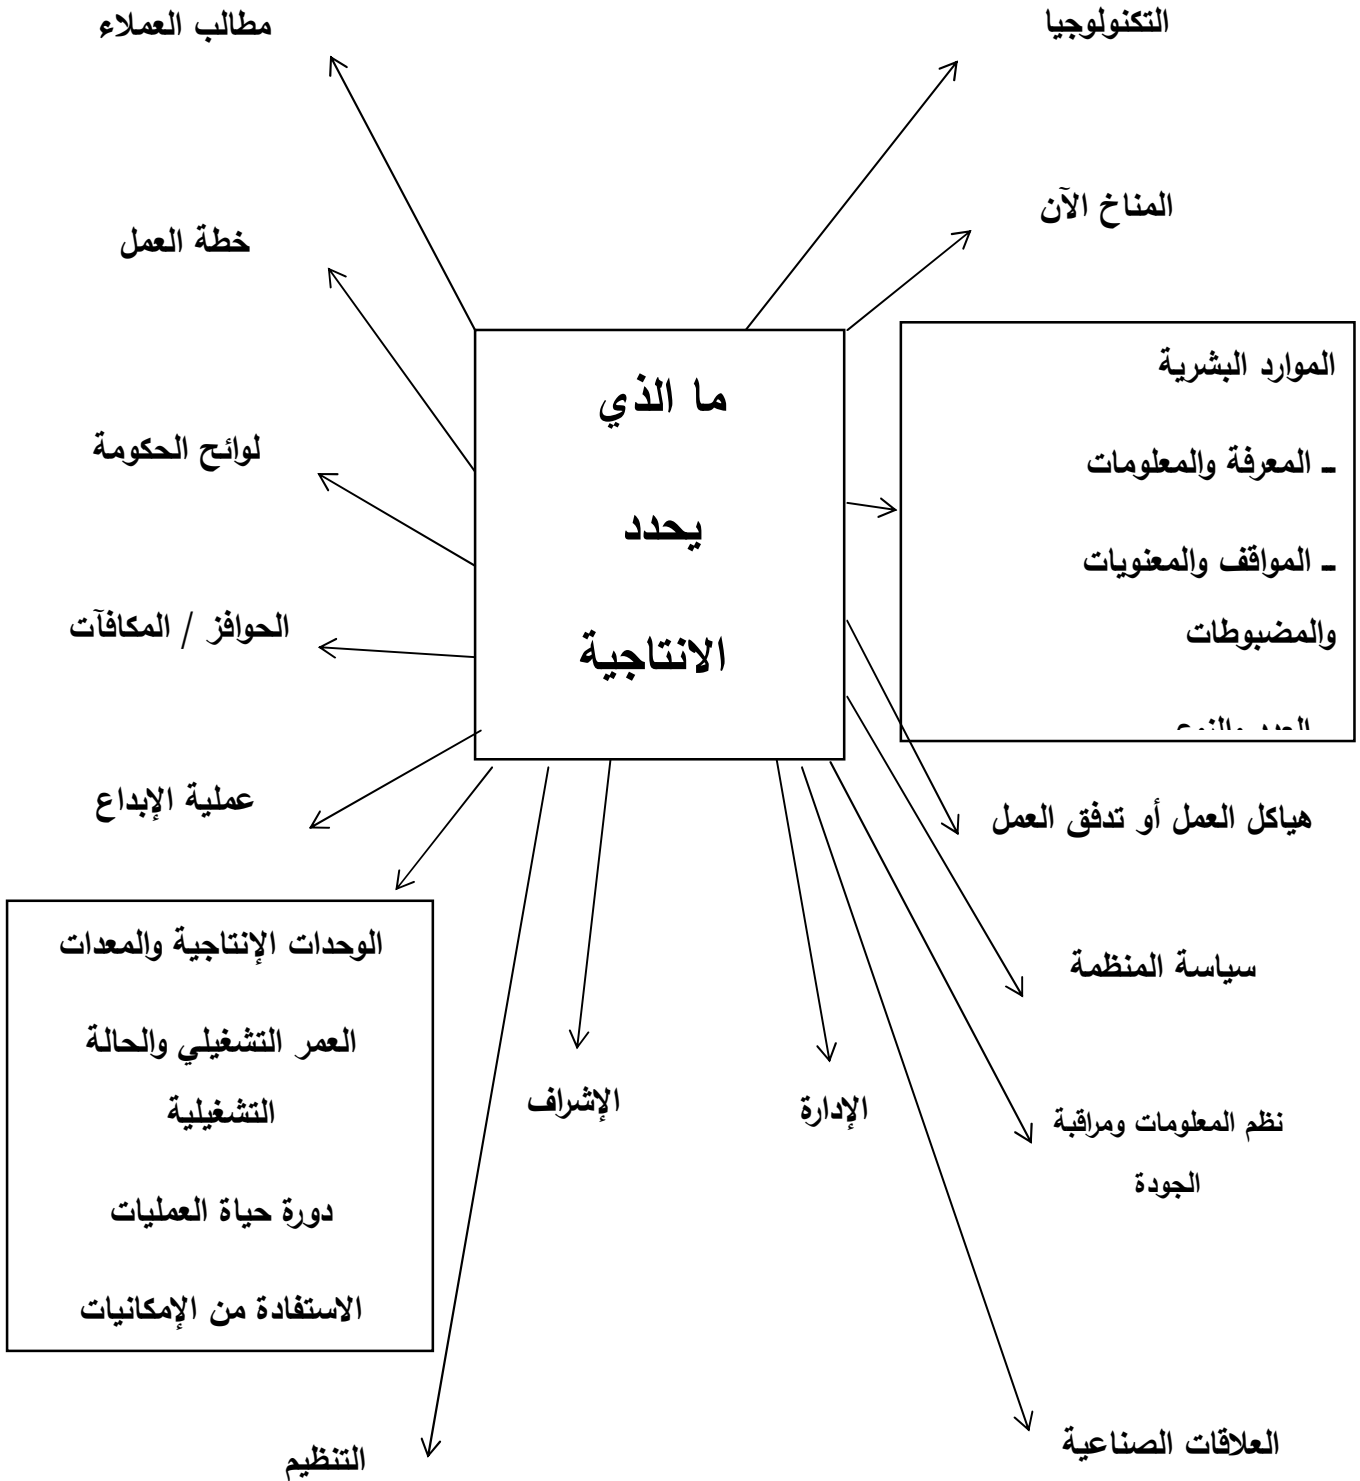 التكنولوجيا
مطالب العملاء
المناخ الآن
خطة العمل
ما الذي
يحدد
الانتاجية
الموارد البشرية
ـ المعرفة والمعلومات
ـ المواقف والمعنويات
والمضبوطات
لوائح الحكومة
الحوافز / المكافآت
عملية الإبداع
هياكل العمل أو تدفق العمل
الوحدات الإنتاجية والمعدات
العمر التشغيلي والحالة
التشغيلية
دورة حياة العمليات
الاستفادة من الإمكانيات
سياسة المنظمة
نظم المعلومات ومراقبة
الجودة
الإدارة
الإشراف
العلاقات الصناعية
التنظيم